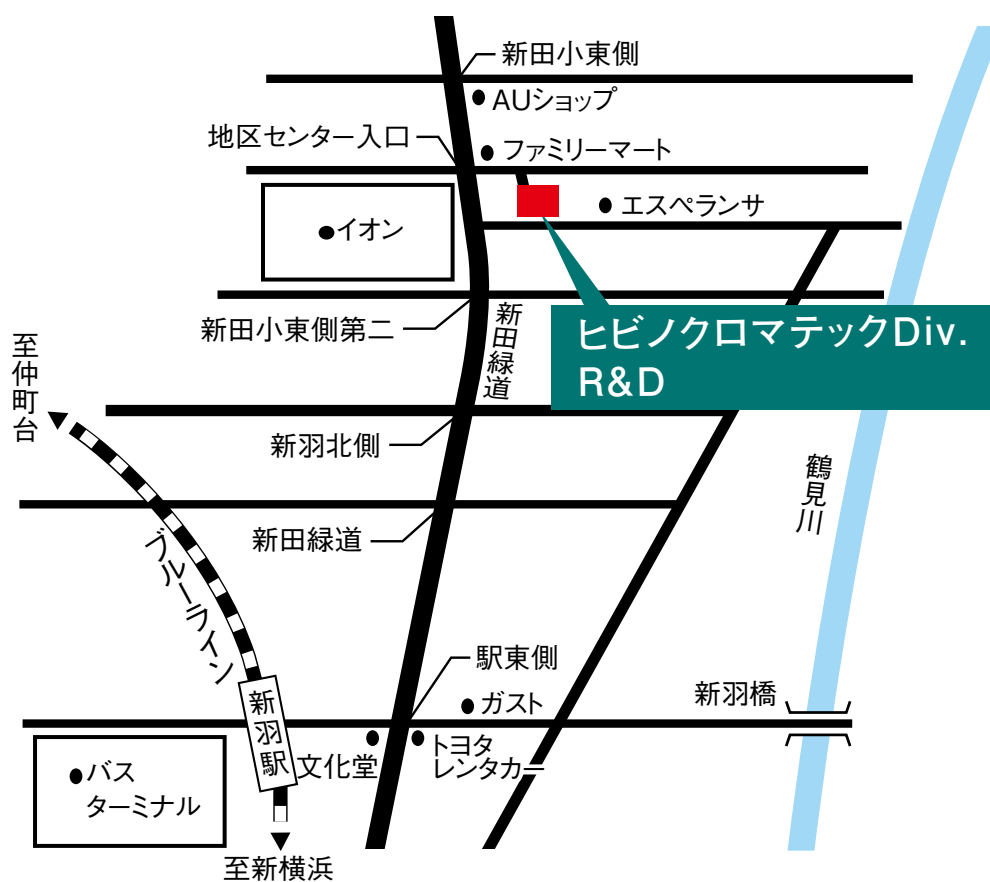 新田小東側
AUショップ
地区センター入口
ファミリーマート
エスペランサ
イオン
新田小東側第二
新田緑道
ヒビノクロマテックDiv.
R&D
至仲町台
新羽北側
鶴見川
新田緑道
ブルーライン
駅東側
新羽橋
ガスト
新羽駅
文化堂
トヨタ
レンタカー
バス
ターミナル
至新横浜